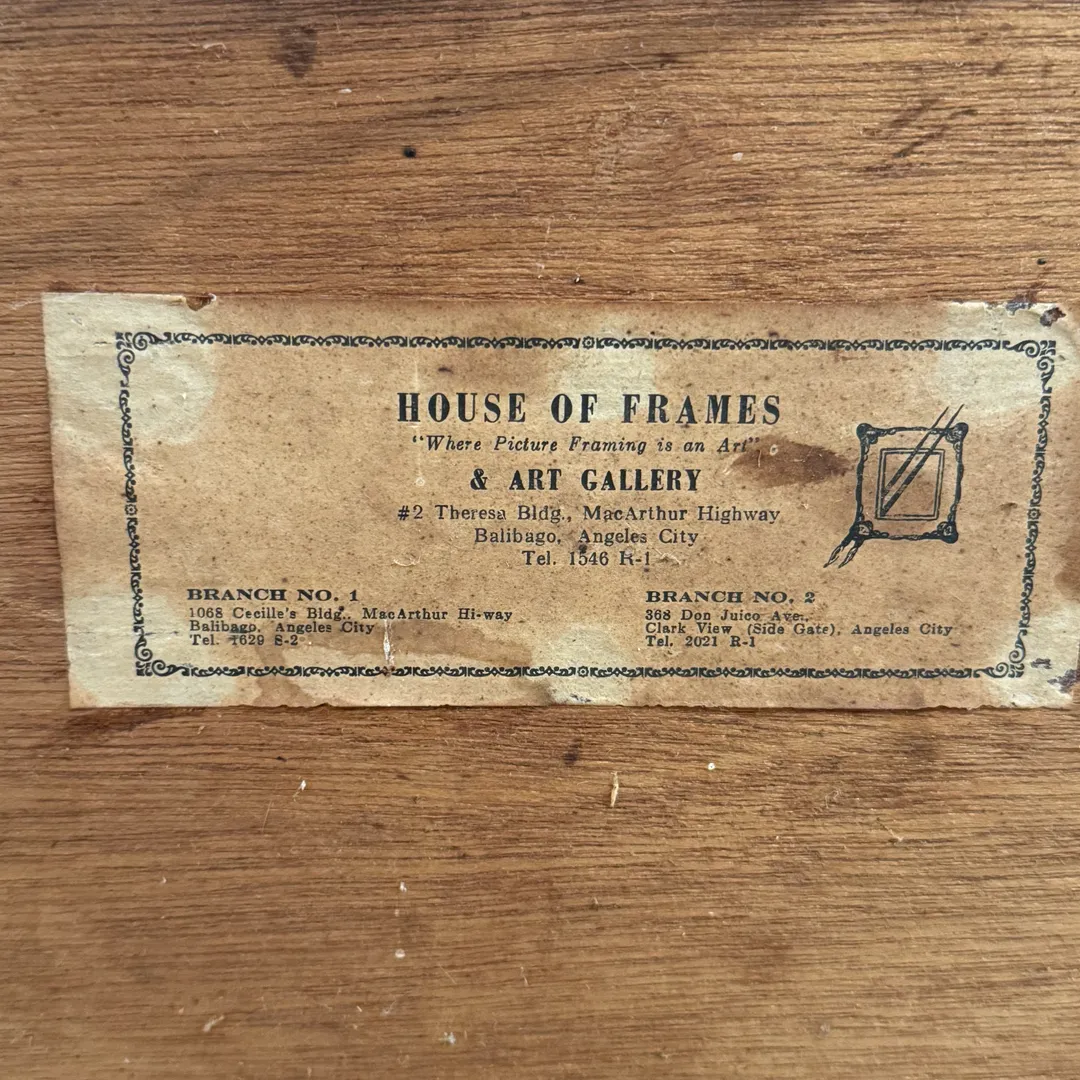 HOUSE OF FRAMES
"Where Picture Framing is an Art"
& ART GALLERY
#2 Theresa Bldg., MacArthur Highway
Balibago, Angeles City
Tel. 1546 R-1
BRANCH NO. 1
1068 Cecille's Bldg., MacArthur Hi-way
Balibago, Angeles City
Tel. 1629 S-2
BRANCH NO. 2
368 Don Juico Ave.,
Clark View (Side Gate), Angeles City
Tel. 2021 R-1